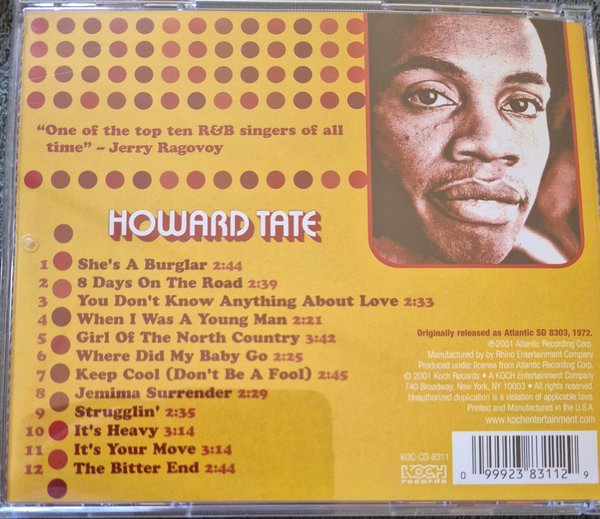 “One of the top ten R&B singers of all
time” – Jerry Ragovoy
HOWARD TATE
1 She's A Burglar 2:44
2 8 Days On The Road 2:39
3 You Don't Know Anything About Love 2:33
4 When I Was A Young Man 2:21
5 Girl Of The North Country 3:42
6 Where Did My Baby Go 2:25
7 Keep Cool (Don't Be A Fool) 2:45
8 Jemima Surrender 2:29
9 Strugglin' 2:35
10 It's Heavy 3:14
11 It's Your Move 3:14
12 The Bitter End 2:44
Originally released as Atlantic SD 8303, 1972.
℗ 2001 Atlantic Recording Corp.
Manufactured by by Rhino Entertainment Company
Produced under license from Atlantic Recording Corp.
© 2001 Koch Records • A KOCH Entertainment Company
740 Broadway, New York, NY 10003 • All rights reserved.
Unauthorized duplication is a violation of applicable laws.
Printed and Manufactured in the U.S.A.
www.kochentertainment.com
KOC-CD-8311
KOCH
records
0 99923 83112 9